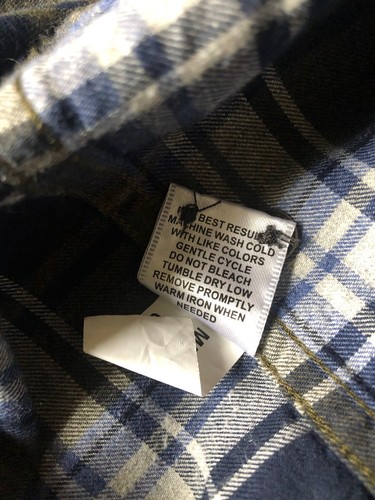 BEST RESUL
MACHINE WASH COLD
WITH LIKE COLORS
GENTLE CYCLE
DO NOT BLEACH
TUMBLE DRY LOW
REMOVE PROMPTLY
WARM IRON WHEN
NEEDED